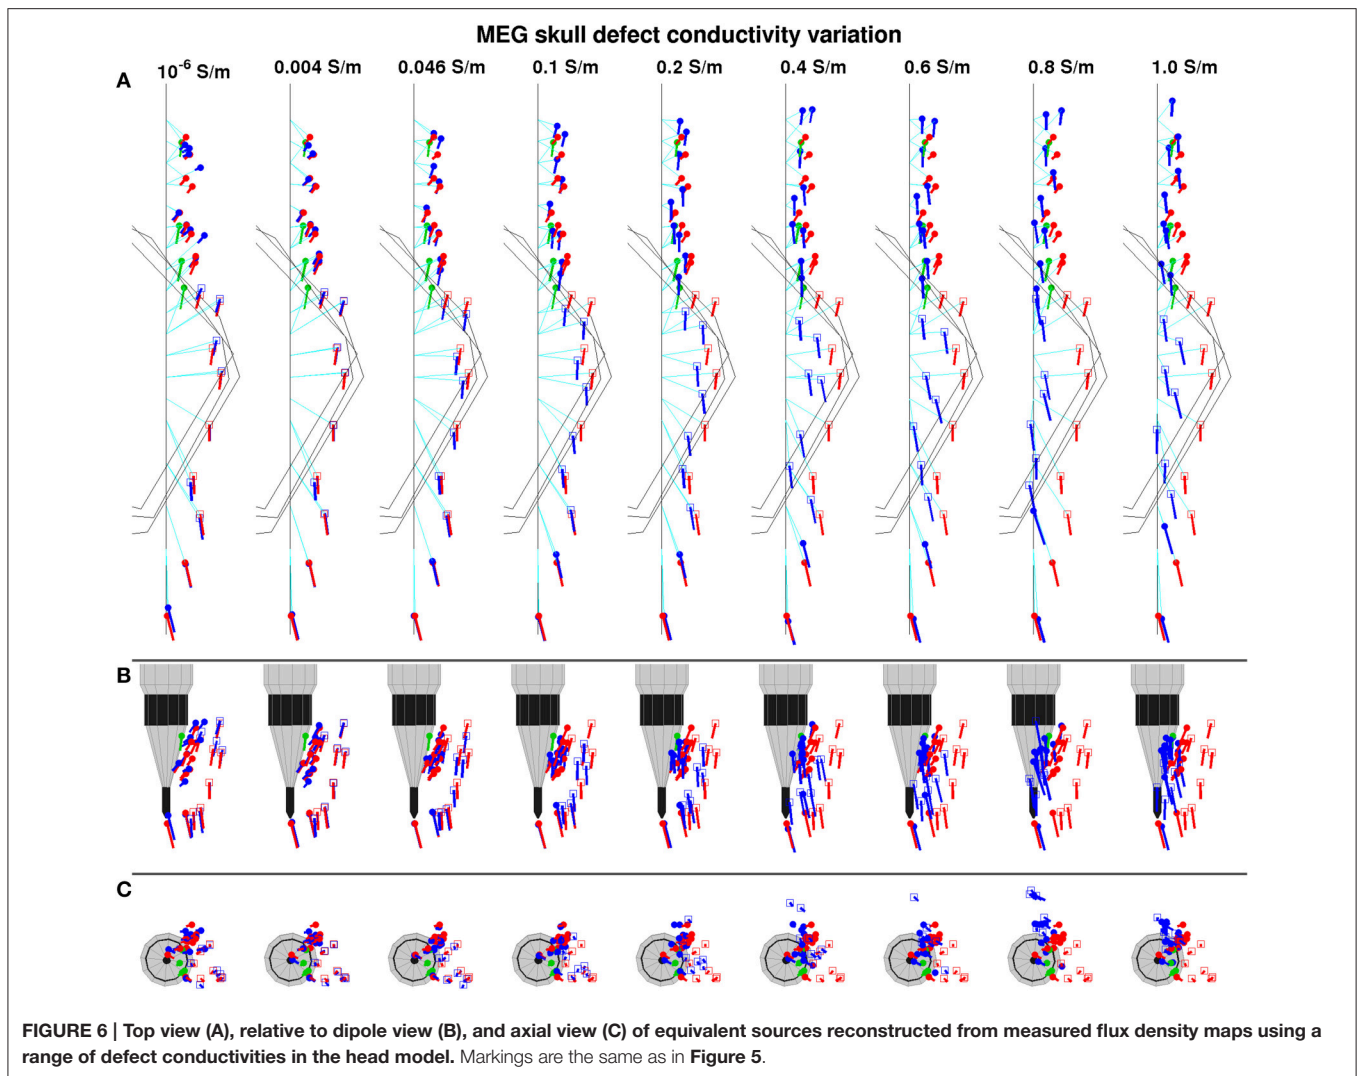 MEG skull defect conductivity variation
A
10⁻⁶ S/m 0.004 S/m 0.046 S/m 0.1 S/m 0.2 S/m 0.4 S/m 0.6 S/m 0.8 S/m 1.0 S/m
B
C
FIGURE 6 | Top view (A), relative to dipole view (B), and axial view (C) of equivalent sources reconstructed from measured flux density maps using a
range of defect conductivities in the head model. Markings are the same as in Figure 5.